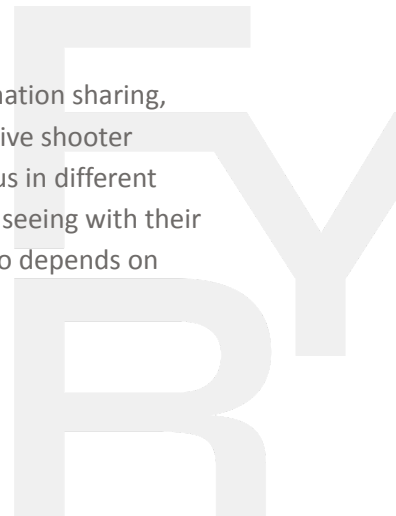 F Y
R
nation sharing,
ive shooter
us in different
seeing with their
o depends on